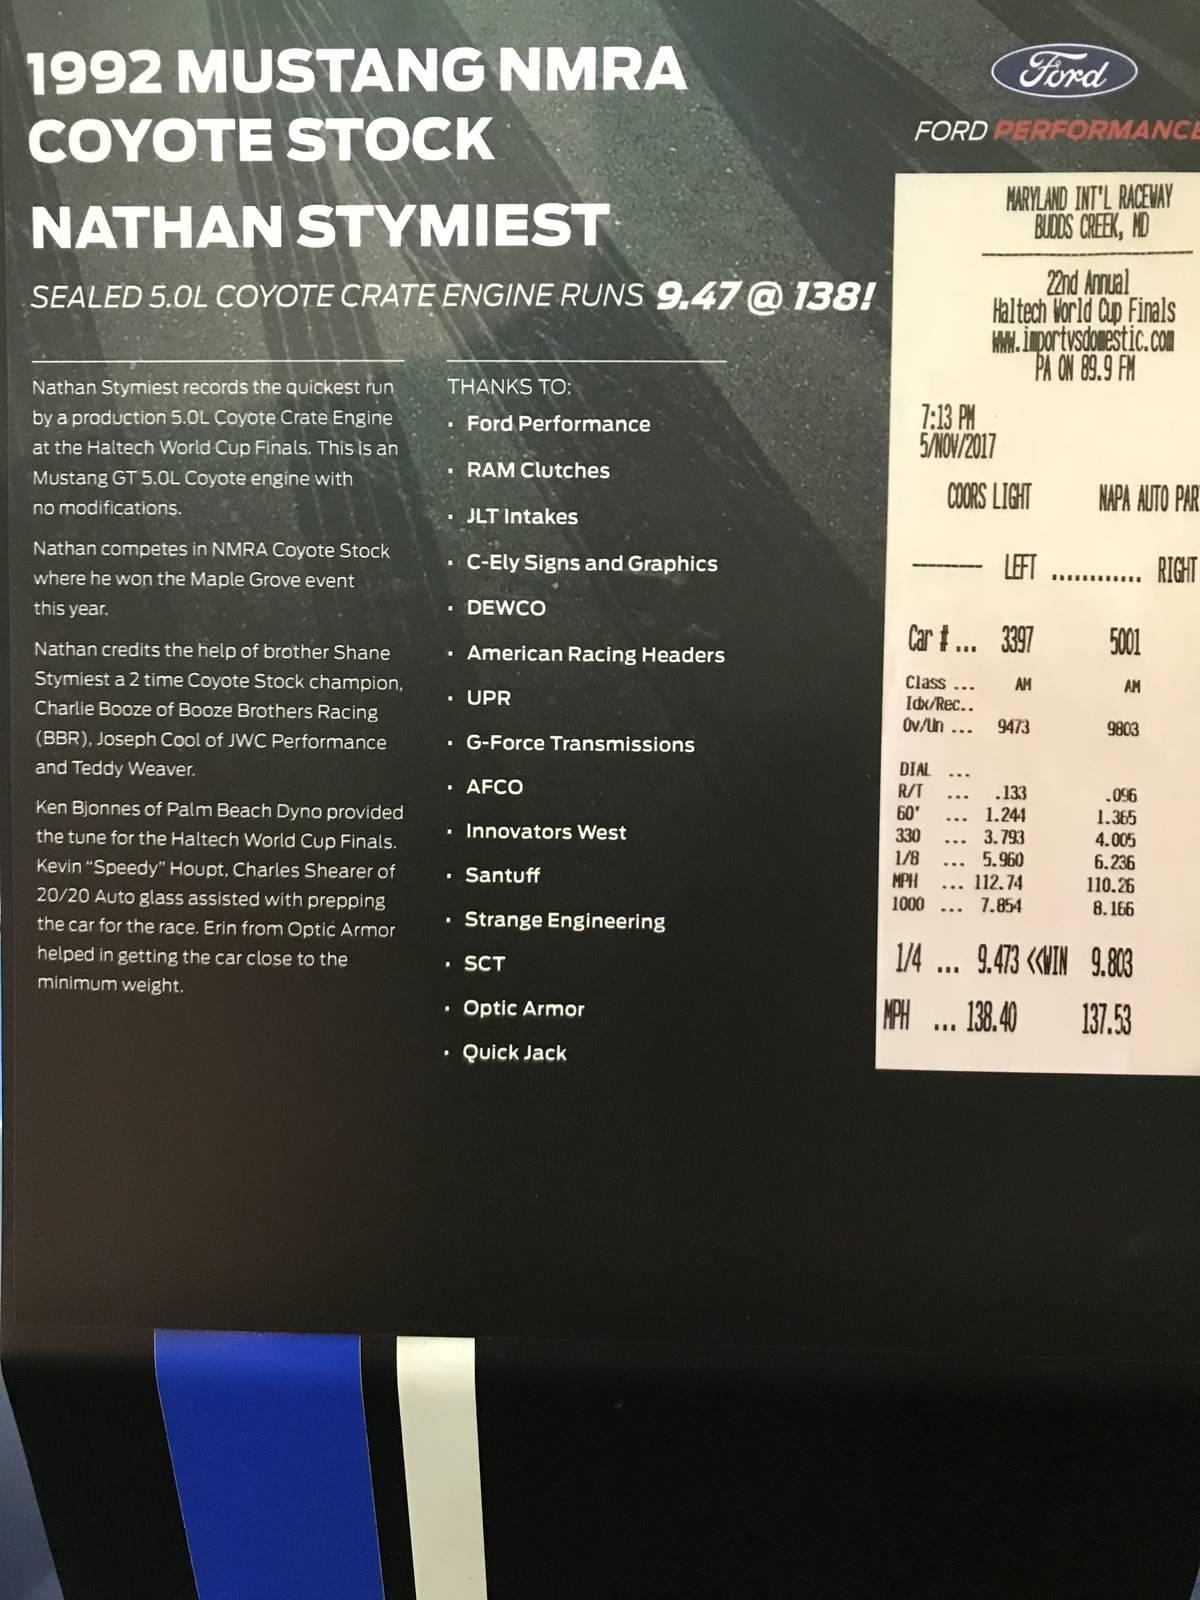 1992 MUSTANG NMRA
COYOTE STOCK
NATHAN STYMIEST
SEALED 5.0L COYOTE CRATE ENGINE RUNS 9.47 @ 138!
Nathan Stymiest records the quickest run
by a production 5.0L Coyote Crate Engine
at the Haltech World Cup Finals. This is an
Mustang GT 5.0L Coyote engine with
no modifications.
Nathan competes in NMRA Coyote Stock
where he won the Maple Grove event
this year.
Nathan credits the help of brother Shane
Stymiest a 2 time Coyote Stock champion,
Charlie Booze of Booze Brothers Racing
(BBR), Joseph Cool of JWC Performance
and Teddy Weaver.
Ken Bjonnes of Palm Beach Dyno provided
the tune for the Haltech World Cup Finals.
Kevin "Speedy" Houpt, Charles Shearer of
20/20 Auto glass assisted with prepping
the car for the race. Erin from Optic Armor
helped in getting the car close to the
minimum weight.
THANKS TO:
· Ford Performance
· RAM Clutches
· JLT Intakes
· C-Ely Signs and Graphics
· DEWCO
· American Racing Headers
· UPR
· G-Force Transmissions
· AFCO
· Innovators West
· Santuff
· Strange Engineering
· SCT
· Optic Armor
· Quick Jack
Ford
FORD PERFORMANCE
MARYLAND INT'L RACEWAY
BUDDS CREEK, MD
22nd Annual
Haltech World Cup Finals
www.importvsdomestic.com
PA ON 89.9 FM
7:13 PM
5/NOV/2017
COORS LIGHT NAPA AUTO PAR
LEFT ............ RIGHT
Car # ... 3397 5001
Class ... AM AM
Idx/Rec..
Ov/Un ... 9473 9803
DIAL ...
R/T ... .133 .096
60' ... 1.244 1.365
330 ... 3.793 4.005
1/8 ... 5.960 6.236
MPH ... 112.74 110.26
1000 ... 7.854 8.166
1/4 ... 9.473 <<WIN 9.803
MPH ... 138.40 137.53